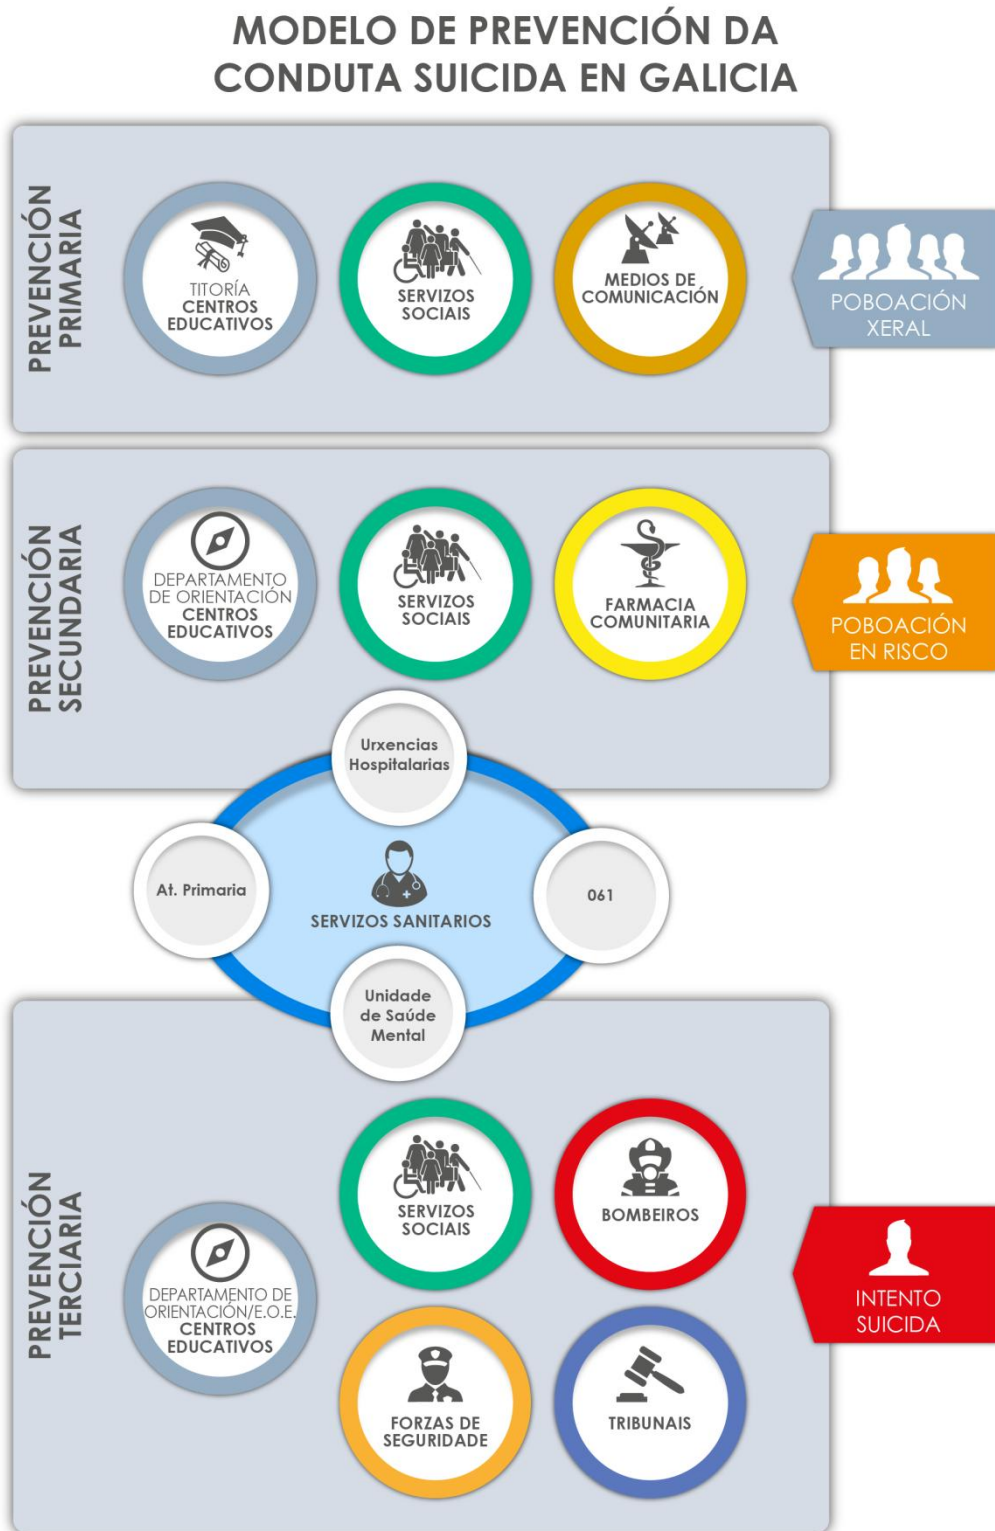 MODELO DE PREVENCIÓN DA
CONDUTA SUICIDA EN GALICIA
PREVENCIÓN
PRIMARIA
TITORÍA
CENTROS
EDUCATIVOS
SERVIZOS
SOCIAIS
MEDIOS DE
COMUNICACIÓN
POBOACIÓN
XERAL
PREVENCIÓN
SECUNDARIA
DEPARTAMENTO
DE ORIENTACIÓN
CENTROS
EDUCATIVOS
SERVIZOS
SOCIAIS
FARMACIA
COMUNITARIA
POBOACIÓN
EN RISCO
Urxencias
Hospitalarias
At. Primaria
SERVIZOS SANITARIOS
061
Unidade
de Saúde
Mental
PREVENCIÓN
TERCIARIA
DEPARTAMENTO DE
ORIENTACIÓN/E.O.E.
CENTROS
EDUCATIVOS
SERVIZOS
SOCIAIS
BOMBEIROS
FORZAS DE
SEGURIDADE
TRIBUNAIS
INTENTO
SUICIDA